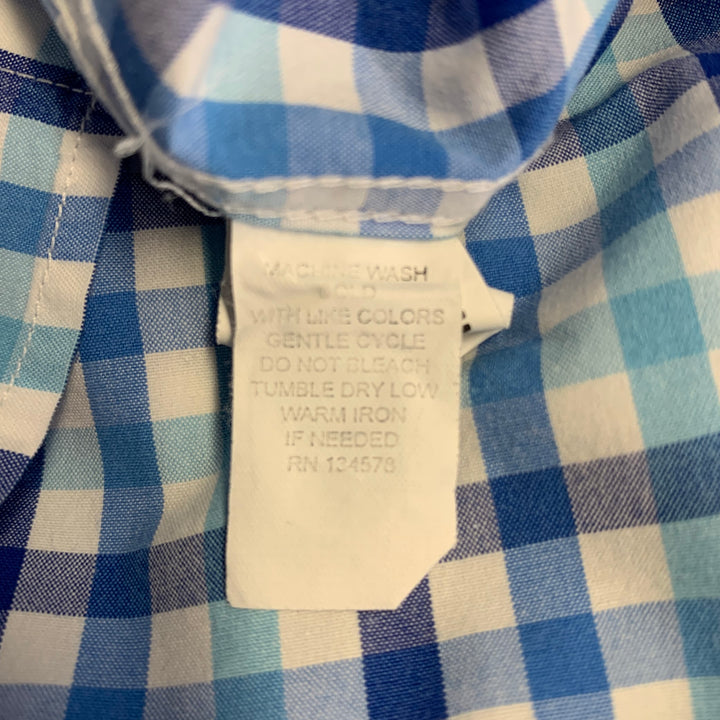 MACHINE WASH
COLD
WITH LIKE COLORS
GENTLE CYCLE
DO NOT BLEACH
TUMBLE DRY LOW
WARM IRON
IF NEEDED
RN 134578